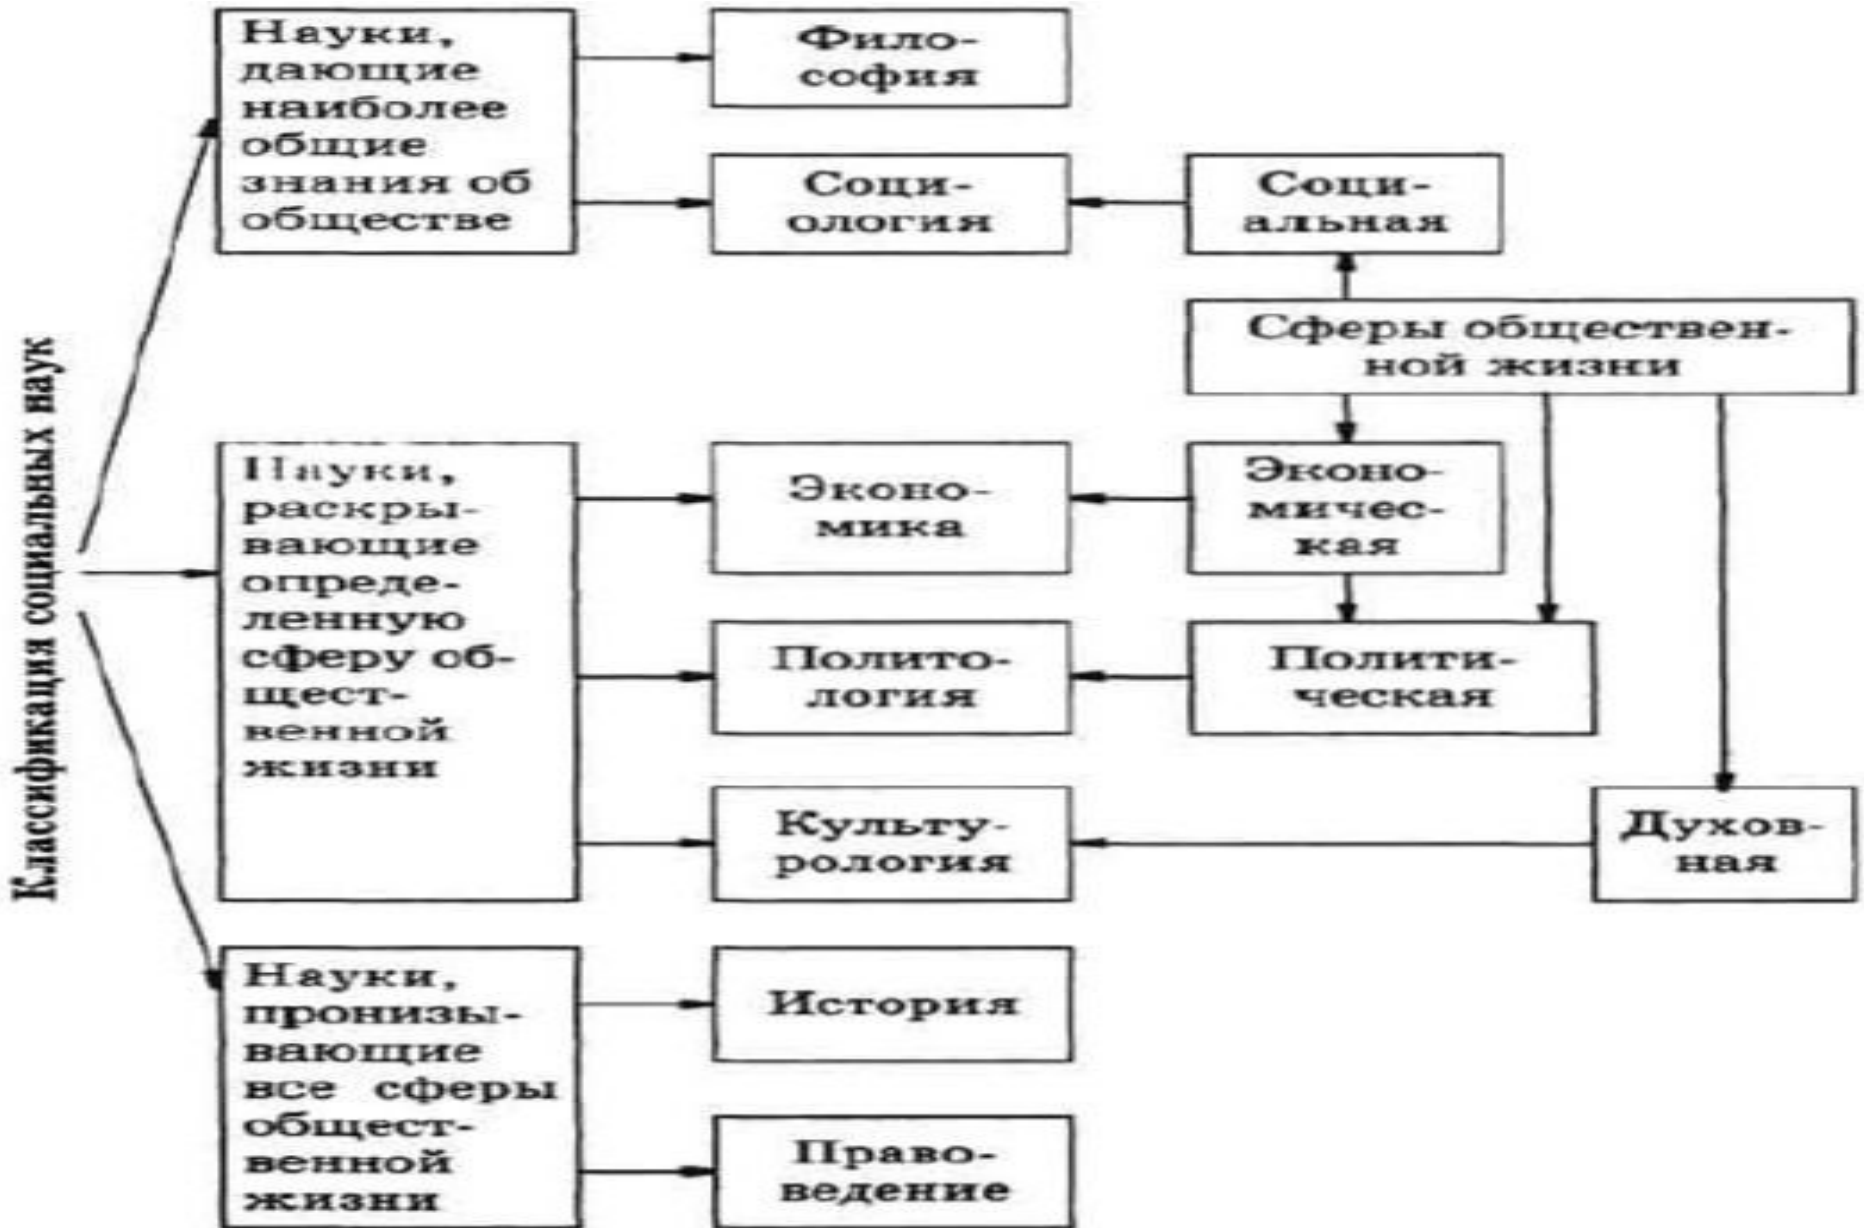 Классификация социальных наук
Науки,
дающие
наиболее
общие
знания об
обществе
Фило-
софия
Соци-
ология
Соци-
альная
Сферы обществен-
ной жизни
Науки,
раскры-
вающие
опреде-
ленную
сферу об-
щест-
венной
жизни
Эконо-
мика
Эконо-
мичес-
кая
Полито-
логия
Полити-
ческая
Культу-
рология
Духов-
ная
Науки,
пронизы-
вающие
все сферы
общест-
венной
жизни
История
Право-
ведение